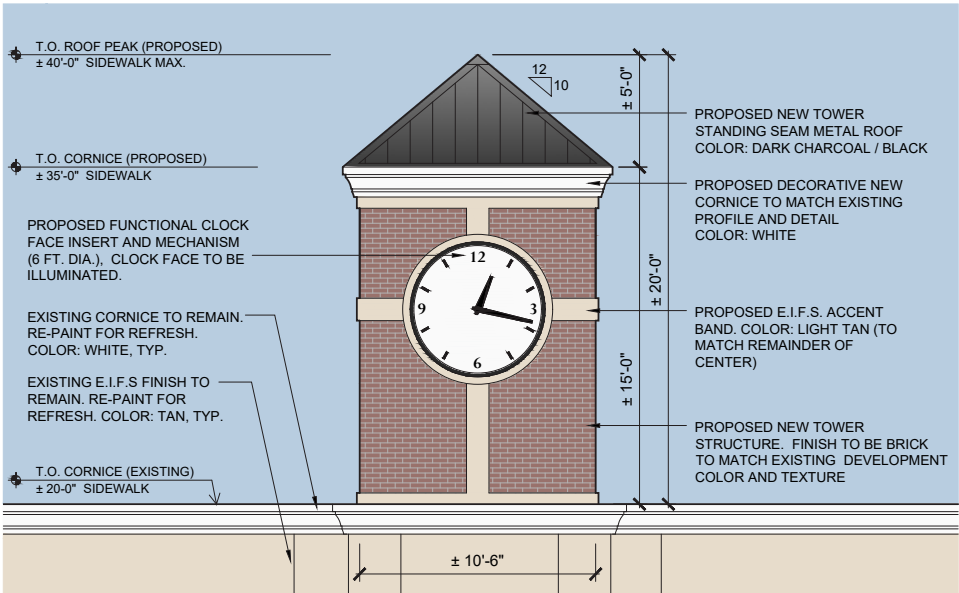 T.O. ROOF PEAK (PROPOSED)
± 40'-0" SIDEWALK MAX.
12
10
± 5'-0"
PROPOSED NEW TOWER
STANDING SEAM METAL ROOF
COLOR: DARK CHARCOAL / BLACK
T.O. CORNICE (PROPOSED)
± 35'-0" SIDEWALK
PROPOSED DECORATIVE NEW
CORNICE TO MATCH EXISTING
PROFILE AND DETAIL
COLOR: WHITE
PROPOSED FUNCTIONAL CLOCK
FACE INSERT AND MECHANISM
(6 FT. DIA.), CLOCK FACE TO BE
ILLUMINATED.
12
9
3
6
± 20'-0"
EXISTING CORNICE TO REMAIN.
RE-PAINT FOR REFRESH.
COLOR: WHITE, TYP.
PROPOSED E.I.F.S. ACCENT
BAND. COLOR: LIGHT TAN (TO
MATCH REMAINDER OF
CENTER)
± 15'-0"
EXISTING E.I.F.S FINISH TO
REMAIN. RE-PAINT FOR
REFRESH. COLOR: TAN, TYP.
PROPOSED NEW TOWER
STRUCTURE. FINISH TO BE BRICK
TO MATCH EXISTING DEVELOPMENT
COLOR AND TEXTURE
T.O. CORNICE (EXISTING)
± 20-0" SIDEWALK
± 10'-6"